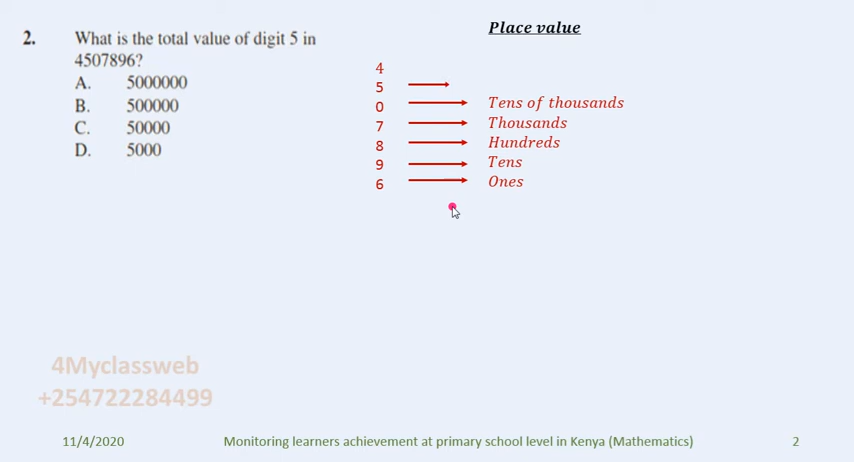 Place value
2. What is the total value of digit 5 in
4507896?
A. 5000000
B. 500000
C. 50000
D. 5000
4
5
0 Tens of thousands
7 Thousands
8 Hundreds
9 Tens
6 Ones
4Myclassweb
+254722284499
11/4/2020 Monitoring learners achievement at primary school level in Kenya (Mathematics) 2